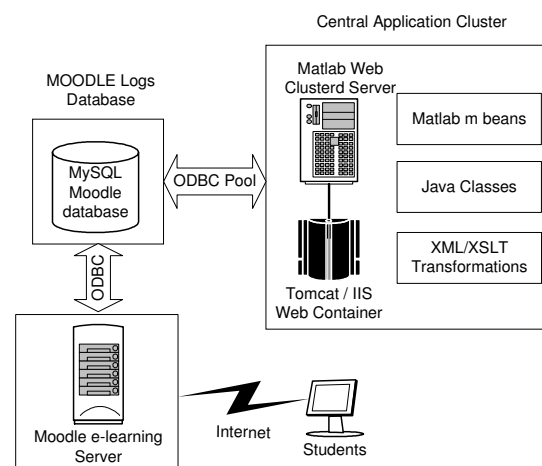 Central Application Cluster
MOODLE Logs
Database
MySQL
Moodle
database
ODBC Pool
Matlab Web
Clusterd Server
Matlab m beans
Java Classes
XML/XSLT
Transformations
Tomcat / IIS
Web Container
ODBC
Moodle e-learning
Server
Internet
Students